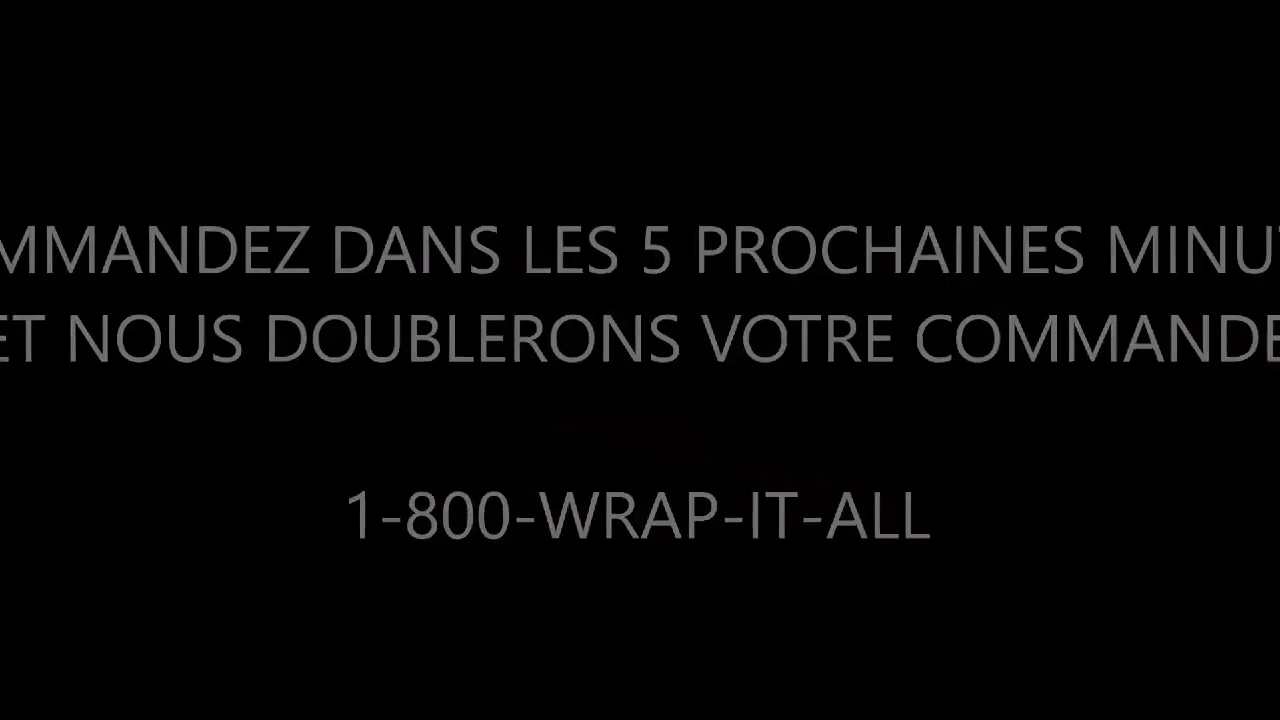 MMANDEZ DANS LES 5 PROCHAINES MINUT
ET NOUS DOUBLERONS VOTRE COMMANDE
1-800-WRAP-IT-ALL